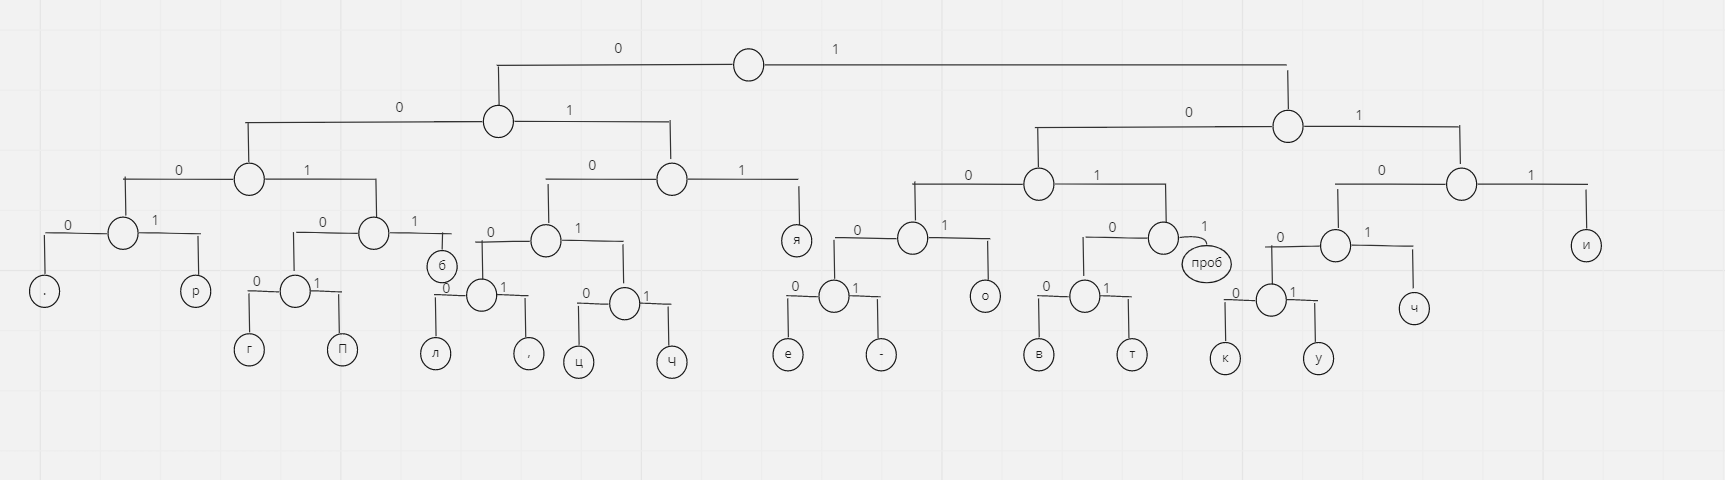 0 1
0 1 0 1
0 1 0 1 0 1 0 1
0 1 0 1 0 1 я 0 1 0 1 0 1 и
. р 0 1 б 0 1 0 1 0 1 о 0 1 проб 0 1 ч
г П л , ц Ч е - в т к у